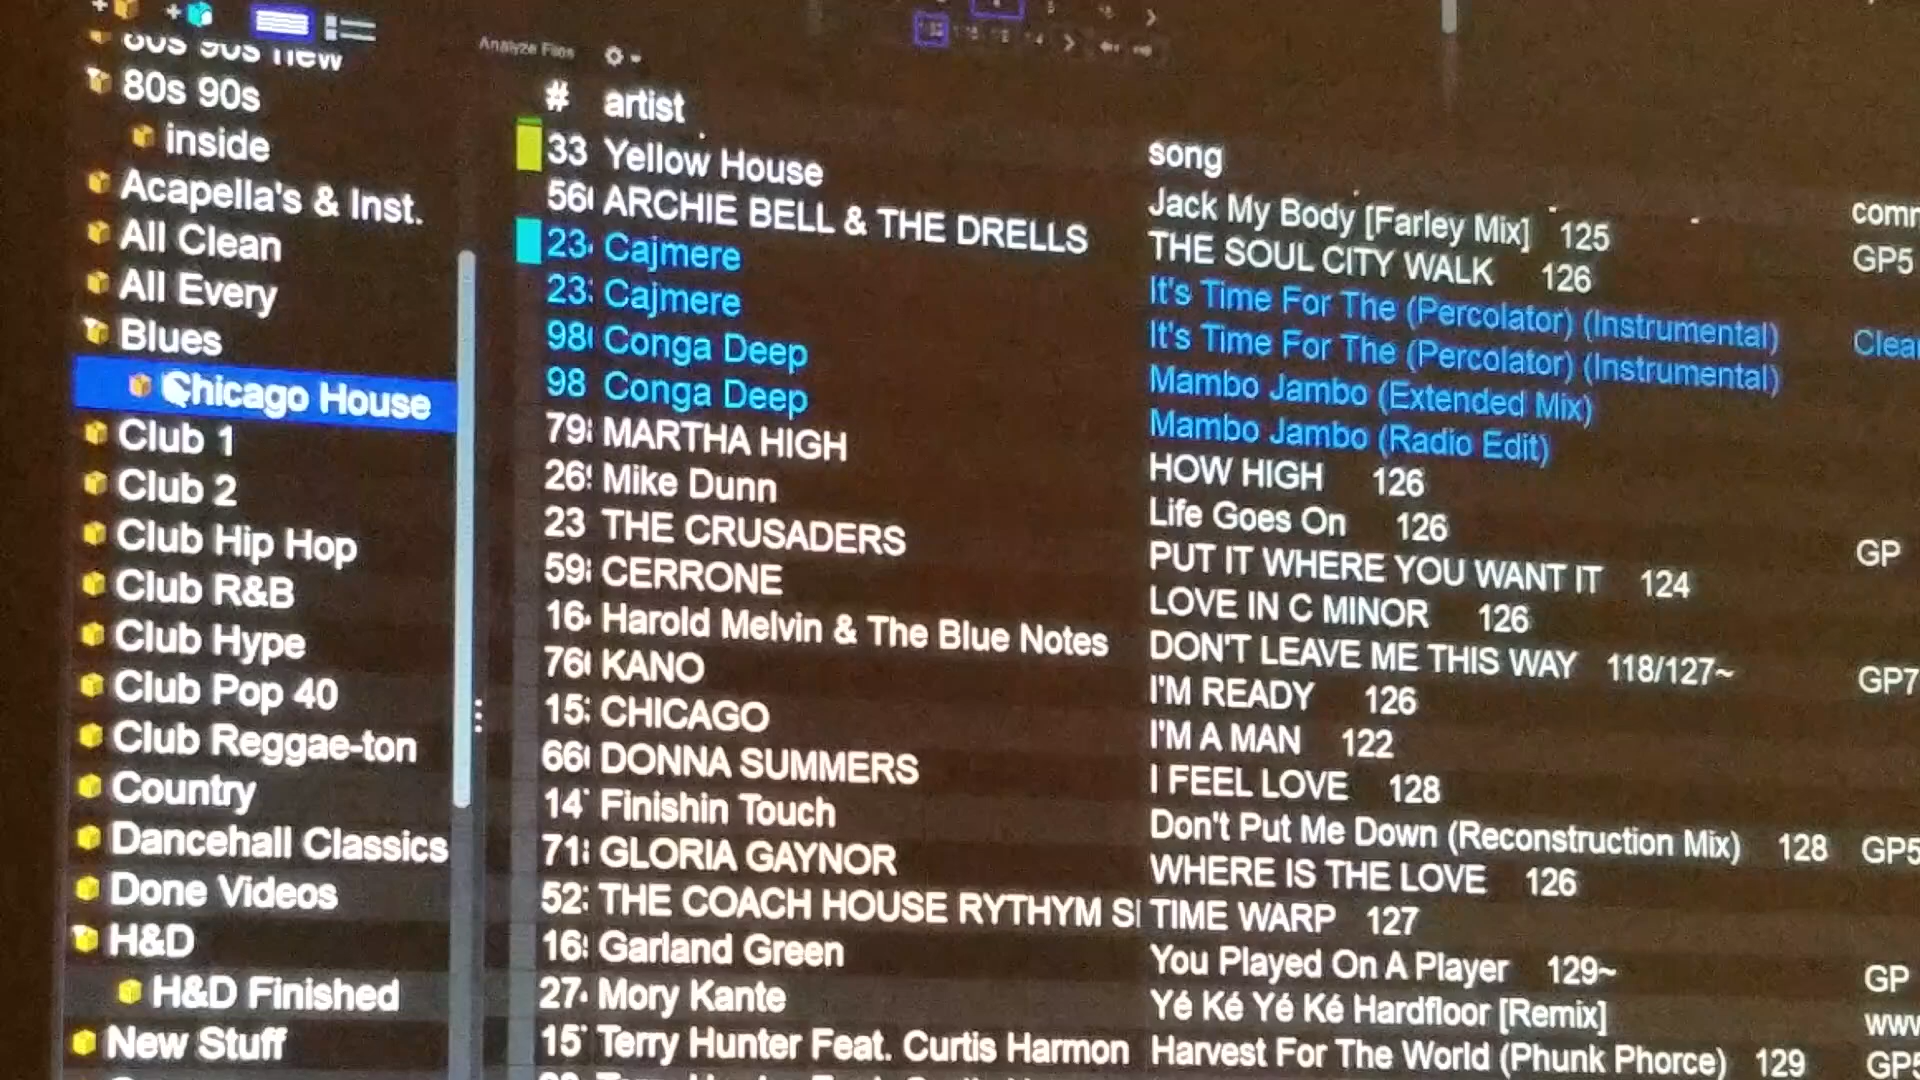 80s 90s new
80s 90s
inside
Acapella's & Inst.
All Clean
All Every
Blues
Chicago House
Club 1
Club 2
Club Hip Hop
Club R&B
Club Hype
Club Pop 40
Club Reggae-ton
Country
Dancehall Classics
Done Videos
H&D
H&D Finished
New Stuff
Analyze Files
# artist song
33 Yellow House Jack My Body [Farley Mix] 125
ARCHIE BELL & THE DRELLS THE SOUL CITY WALK 126 GP5
Cajmere It's Time For The (Percolator) (Instrumental)
Cajmere It's Time For The (Percolator) (Instrumental)
Conga Deep Mambo Jambo (Extended Mix)
98 Conga Deep Mambo Jambo (Radio Edit)
MARTHA HIGH HOW HIGH 126
Mike Dunn Life Goes On 126
23 THE CRUSADERS PUT IT WHERE YOU WANT IT 124 GP
CERRONE LOVE IN C MINOR 126
Harold Melvin & The Blue Notes DON'T LEAVE ME THIS WAY 118/127~ GP7
KANO I'M READY 126
CHICAGO I'M A MAN 122
DONNA SUMMERS I FEEL LOVE 128
Finishin Touch Don't Put Me Down (Reconstruction Mix) 128 GP5
GLORIA GAYNOR WHERE IS THE LOVE 126
THE COACH HOUSE RYTHYM TIME WARP 127
Garland Green You Played On A Player 129~ GP
Mory Kante Yé Ké Yé Ké Hardfloor [Remix] www
Terry Hunter Feat. Curtis Harmon Harvest For The World (Phunk Phorce) 129 GP5